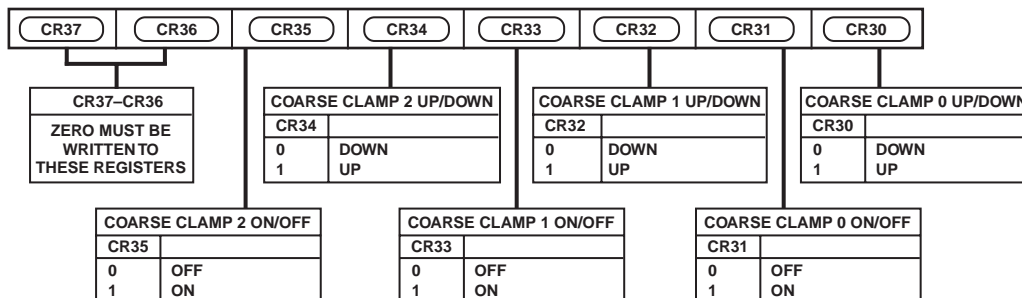 CR37 CR36 CR35 CR34 CR33 CR32 CR31 CR30
CR37–CR36
ZERO MUST BE
WRITTEN TO
THESE REGISTERS
COARSE CLAMP 2 UP/DOWN
CR34
0 DOWN
1 UP
COARSE CLAMP 1 UP/DOWN
CR32
0 DOWN
1 UP
COARSE CLAMP 0 UP/DOWN
CR30
0 DOWN
1 UP
COARSE CLAMP 2 ON/OFF
CR35
0 OFF
1 ON
COARSE CLAMP 1 ON/OFF
CR33
0 OFF
1 ON
COARSE CLAMP 0 ON/OFF
CR31
0 OFF
1 ON